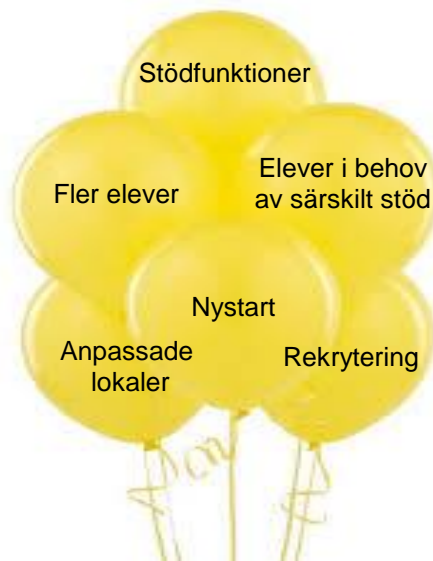 Stödfunktioner
Fler elever
Elever i behov
av särskilt stöd
Nystart
Anpassade
lokaler
Rekrytering